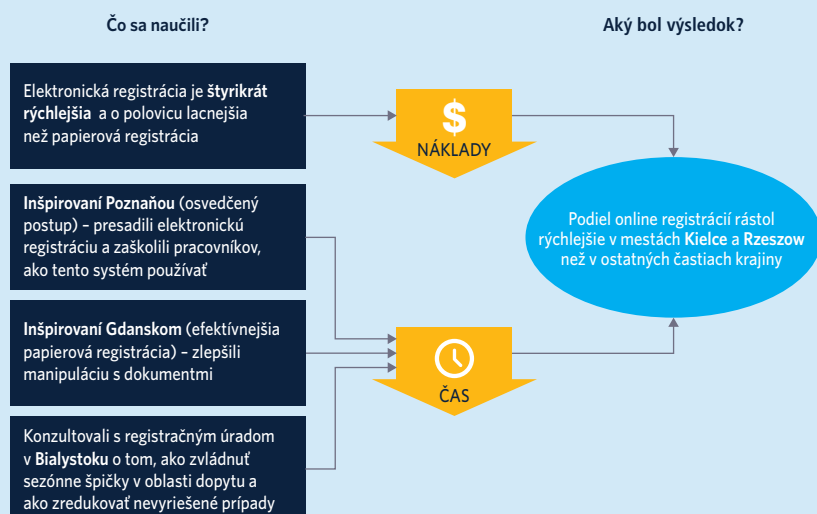 Čo sa naučili?
Aký bol výsledok?
Elektronická registrácia je štyrikrát
rýchlejšia a o polovicu lacnejšia
než papierová registrácia
$
NÁKLADY
Inšpirovaní Poznaňou (osvedčený
postup) – presadili elektronickú
registráciu a zaškolili pracovníkov,
ako tento systém používať
Podiel online registrácií rástol
rýchlejšie v mestách Kielce a Rzeszow
než v ostatných častiach krajiny
Inšpirovaní Gdanskom (efektívnejšia
papierová registrácia) – zlepšili
manipuláciu s dokumentmi
ČAS
Konzultovali s registračným úradom
v Bialystoku o tom, ako zvládnuť
sezónne špičky v oblasti dopytu a
ako zredukovať nevyriešené prípady